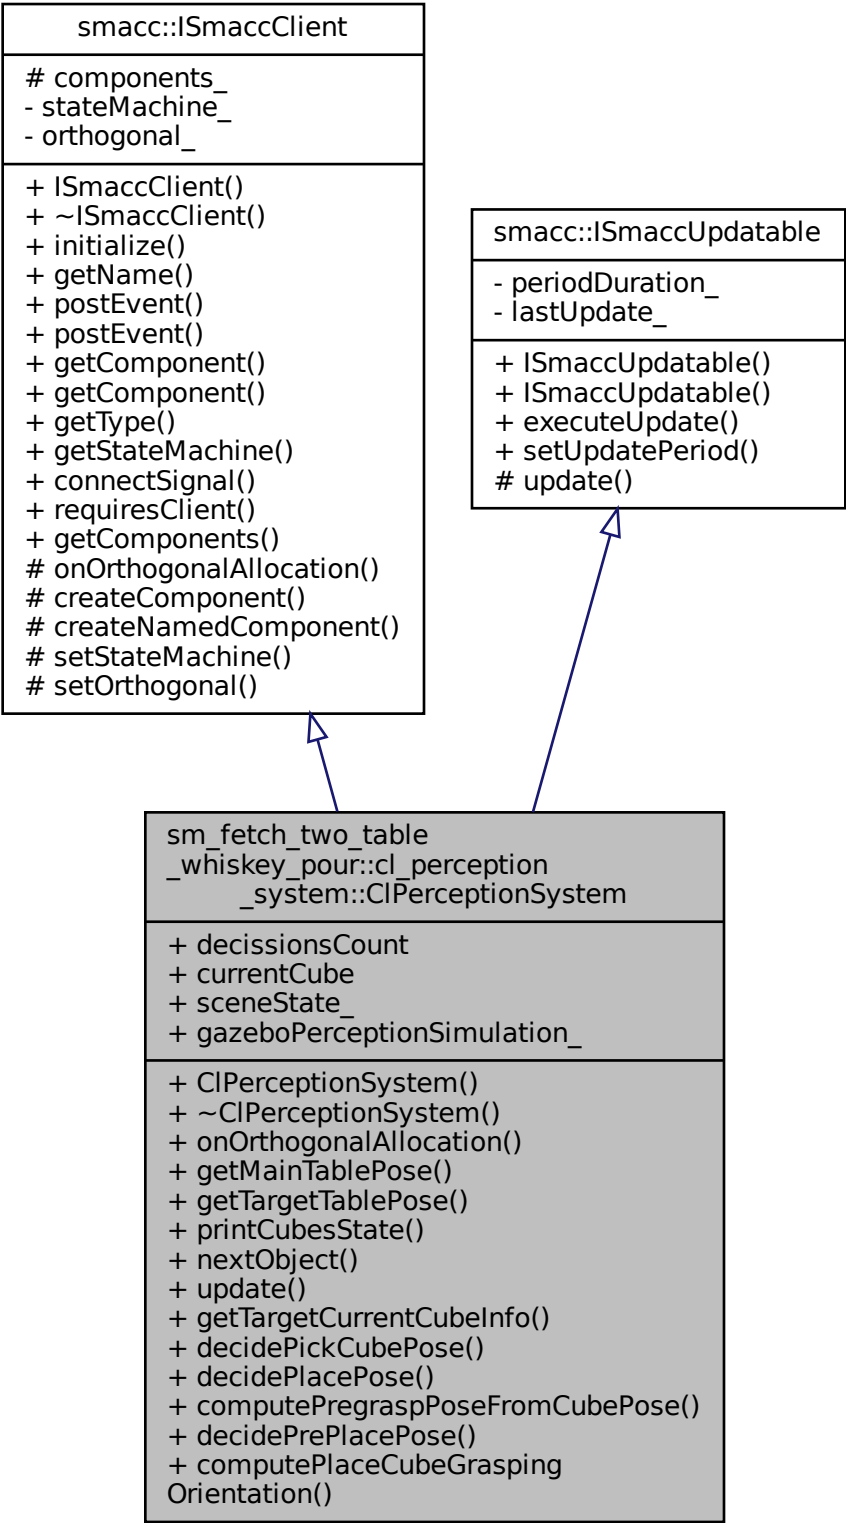 smacc::ISmaccClient
# components_
- stateMachine_
- orthogonal_
+ ISmaccClient()
+ ~ISmaccClient()
+ initialize()
+ getName()
+ postEvent()
+ postEvent()
+ getComponent()
+ getComponent()
+ getType()
+ getStateMachine()
+ connectSignal()
+ requiresClient()
+ getComponents()
# onOrthogonalAllocation()
# createComponent()
# createNamedComponent()
# setStateMachine()
# setOrthogonal()
smacc::ISmaccUpdatable
- periodDuration_
- lastUpdate_
+ ISmaccUpdatable()
+ ISmaccUpdatable()
+ executeUpdate()
+ setUpdatePeriod()
# update()
sm_fetch_two_table
_whiskey_pour::cl_perception
_system::ClPerceptionSystem
+ decissionsCount
+ currentCube
+ sceneState_
+ gazeboPerceptionSimulation_
+ ClPerceptionSystem()
+ ~ClPerceptionSystem()
+ onOrthogonalAllocation()
+ getMainTablePose()
+ getTargetTablePose()
+ printCubesState()
+ nextObject()
+ update()
+ getTargetCurrentCubeInfo()
+ decidePickCubePose()
+ decidePlacePose()
+ computePregraspPoseFromCubePose()
+ decidePrePlacePose()
+ computePlaceCubeGrasping
Orientation()